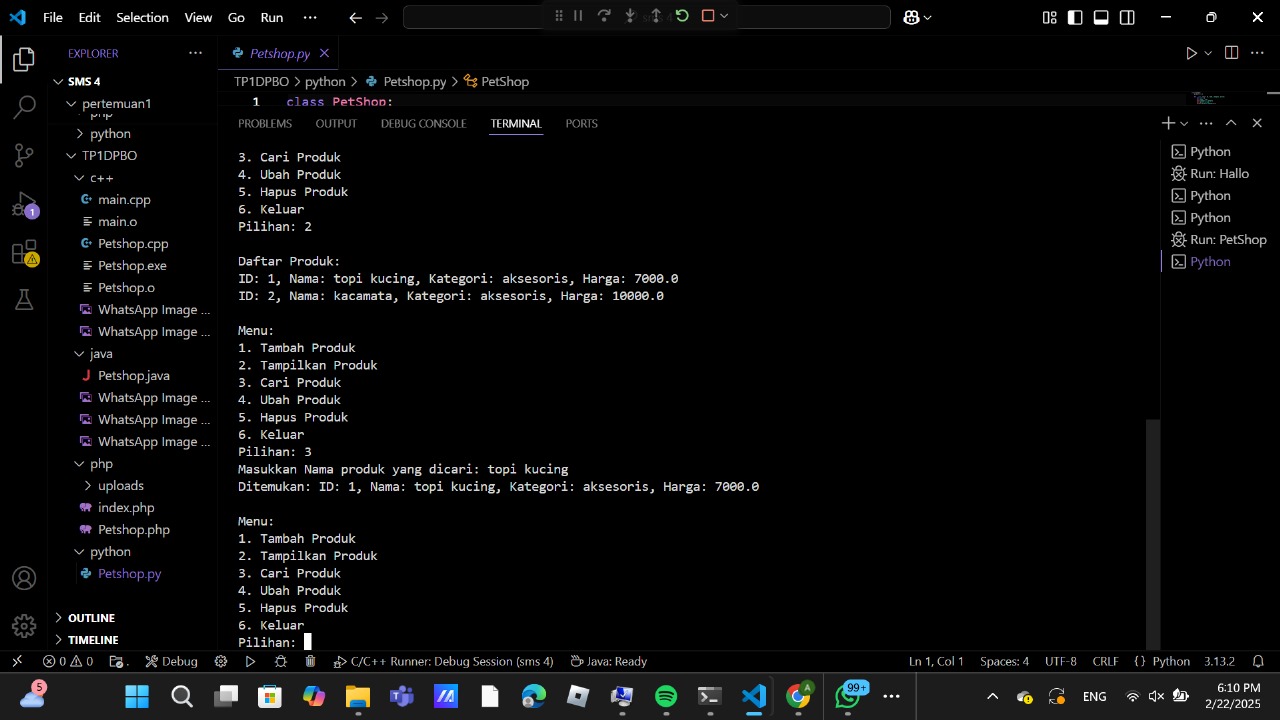 File Edit Selection View Go Run ···
EXPLORER ···
SMS 4
pertemuan1
php
python
TP1DPBO
c++
main.cpp
main.o
Petshop.cpp
Petshop.exe
Petshop.o
WhatsApp Image ...
WhatsApp Image ...
java
Petshop.java
WhatsApp Image ...
WhatsApp Image ...
WhatsApp Image ...
php
uploads
index.php
Petshop.php
python
Petshop.py
OUTLINE
TIMELINE
Petshop.py
TP1DPBO > python > Petshop.py > PetShop
1 class PetShop:
PROBLEMS OUTPUT DEBUG CONSOLE TERMINAL PORTS
3. Cari Produk
4. Ubah Produk
5. Hapus Produk
6. Keluar
Pilihan: 2
Daftar Produk:
ID: 1, Nama: topi kucing, Kategori: aksesoris, Harga: 7000.0
ID: 2, Nama: kacamata, Kategori: aksesoris, Harga: 10000.0
Menu:
1. Tambah Produk
2. Tampilkan Produk
3. Cari Produk
4. Ubah Produk
5. Hapus Produk
6. Keluar
Pilihan: 3
Masukkan Nama produk yang dicari: topi kucing
Ditemukan: ID: 1, Nama: topi kucing, Kategori: aksesoris, Harga: 7000.0
Menu:
1. Tambah Produk
2. Tampilkan Produk
3. Cari Produk
4. Ubah Produk
5. Hapus Produk
6. Keluar
Pilihan:
Python
Run: Hallo
Python
Python
Run: PetShop
Python
1
0 0 Debug C/C++ Runner: Debug Session (sms 4) Java: Ready Ln 1, Col 1 Spaces: 4 UTF-8 CRLF {} Python 3.13.2
5
99+
ENG
6:10 PM
2/22/2025